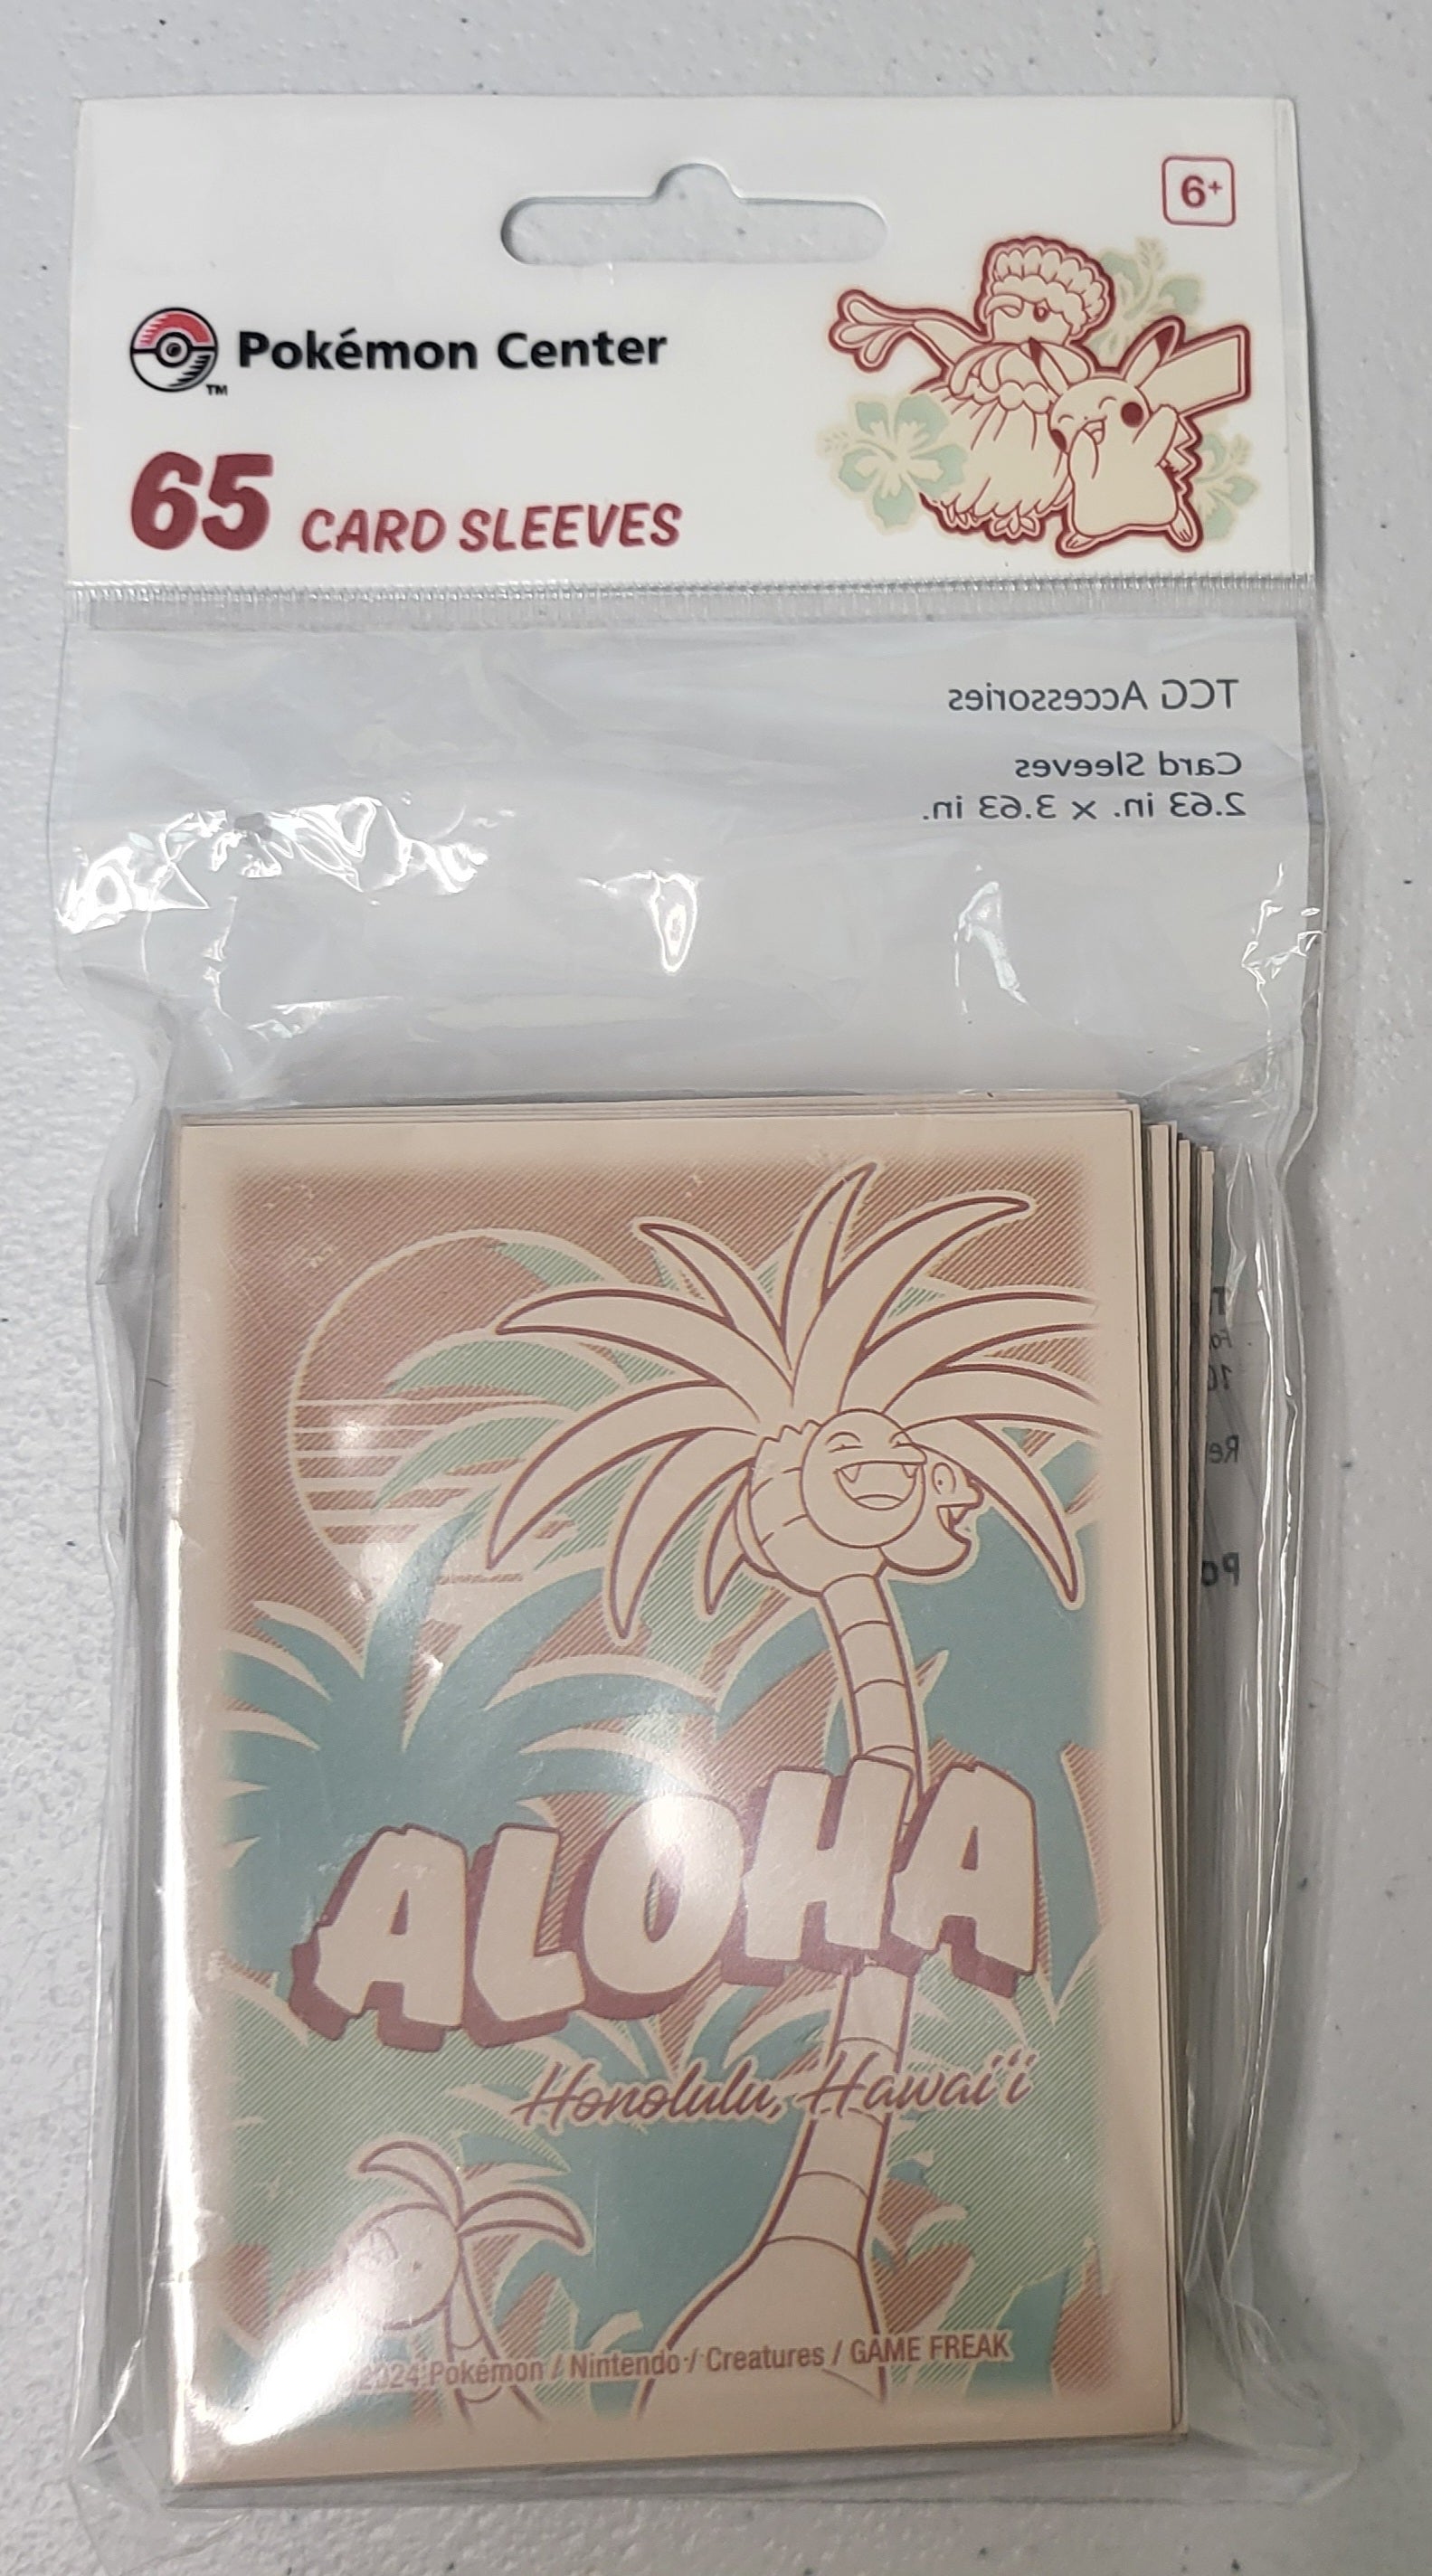 6+
Pokémon Center
TM
65 CARD SLEEVES
TCG Accessories
Card Sleeves
2.63 in. x 3.63 in.
ALOHA
Honolulu, Hawai‘i
2024 Pokémon / Nintendo / Creatures / GAME FREAK